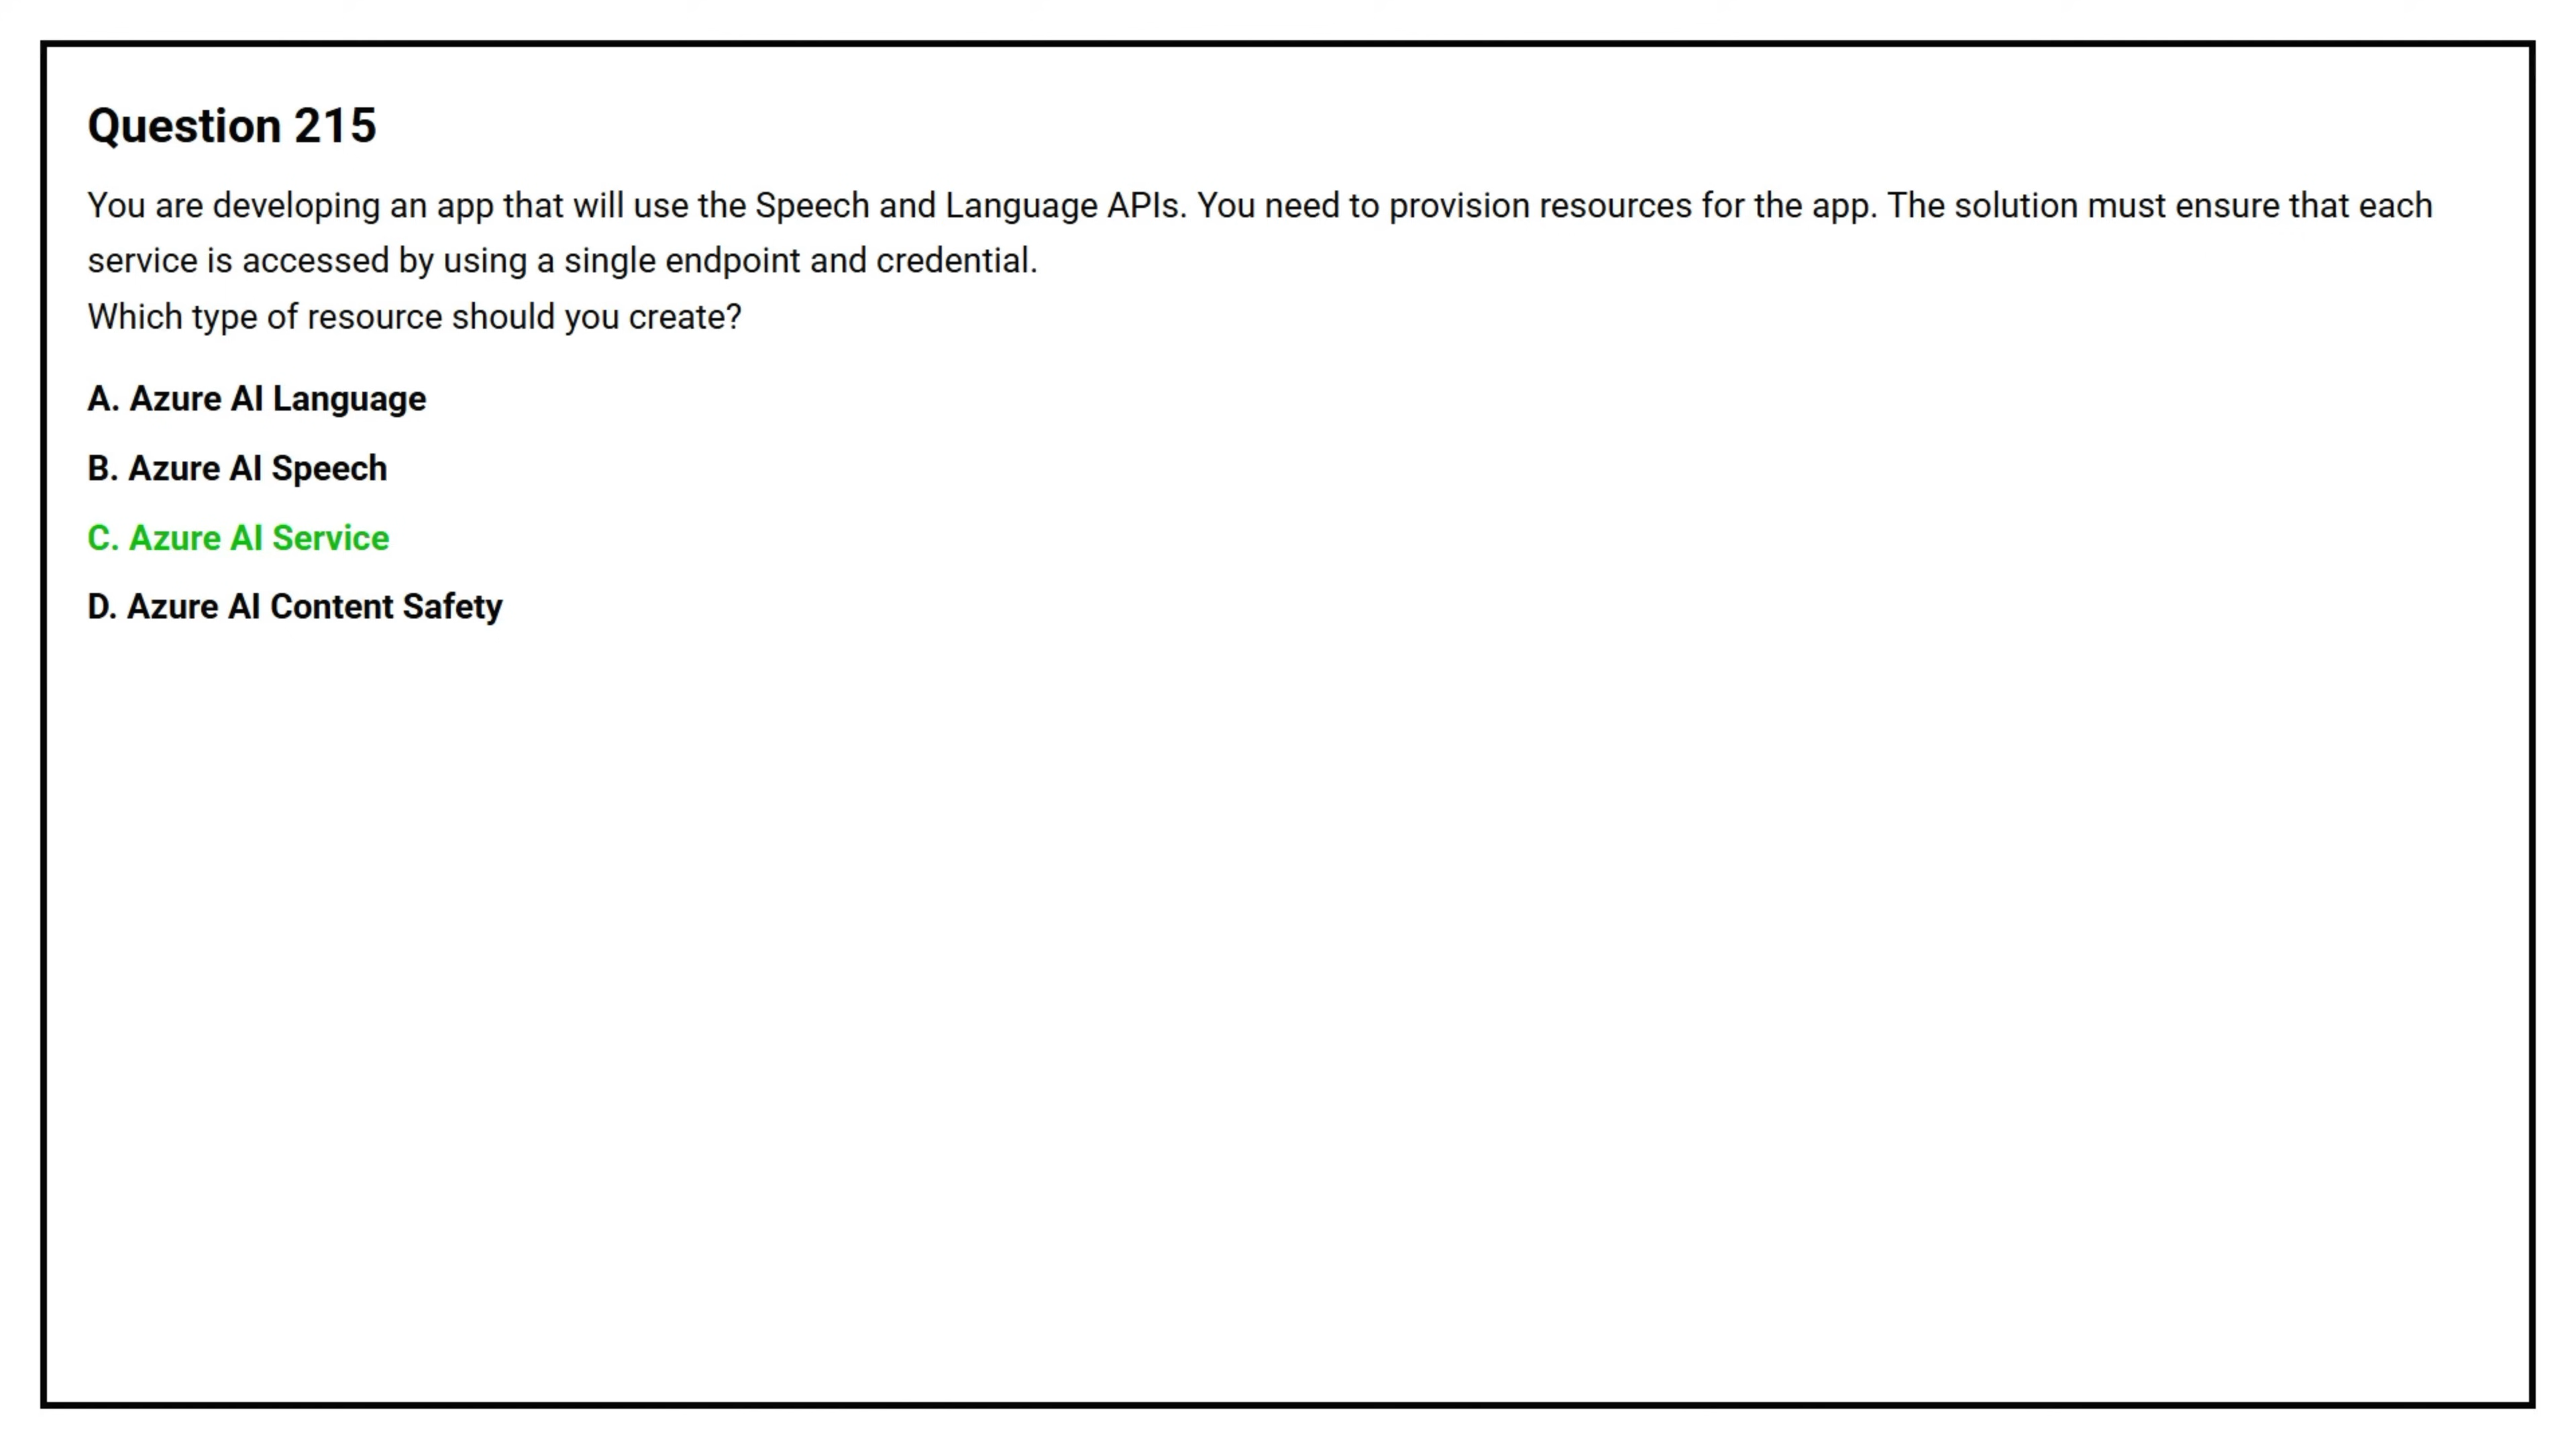 Question 215
You are developing an app that will use the Speech and Language APIs. You need to provision resources for the app. The solution must ensure that each
service is accessed by using a single endpoint and credential.
Which type of resource should you create?
A. Azure AI Language
B. Azure AI Speech
C. Azure AI Service
D. Azure AI Content Safety